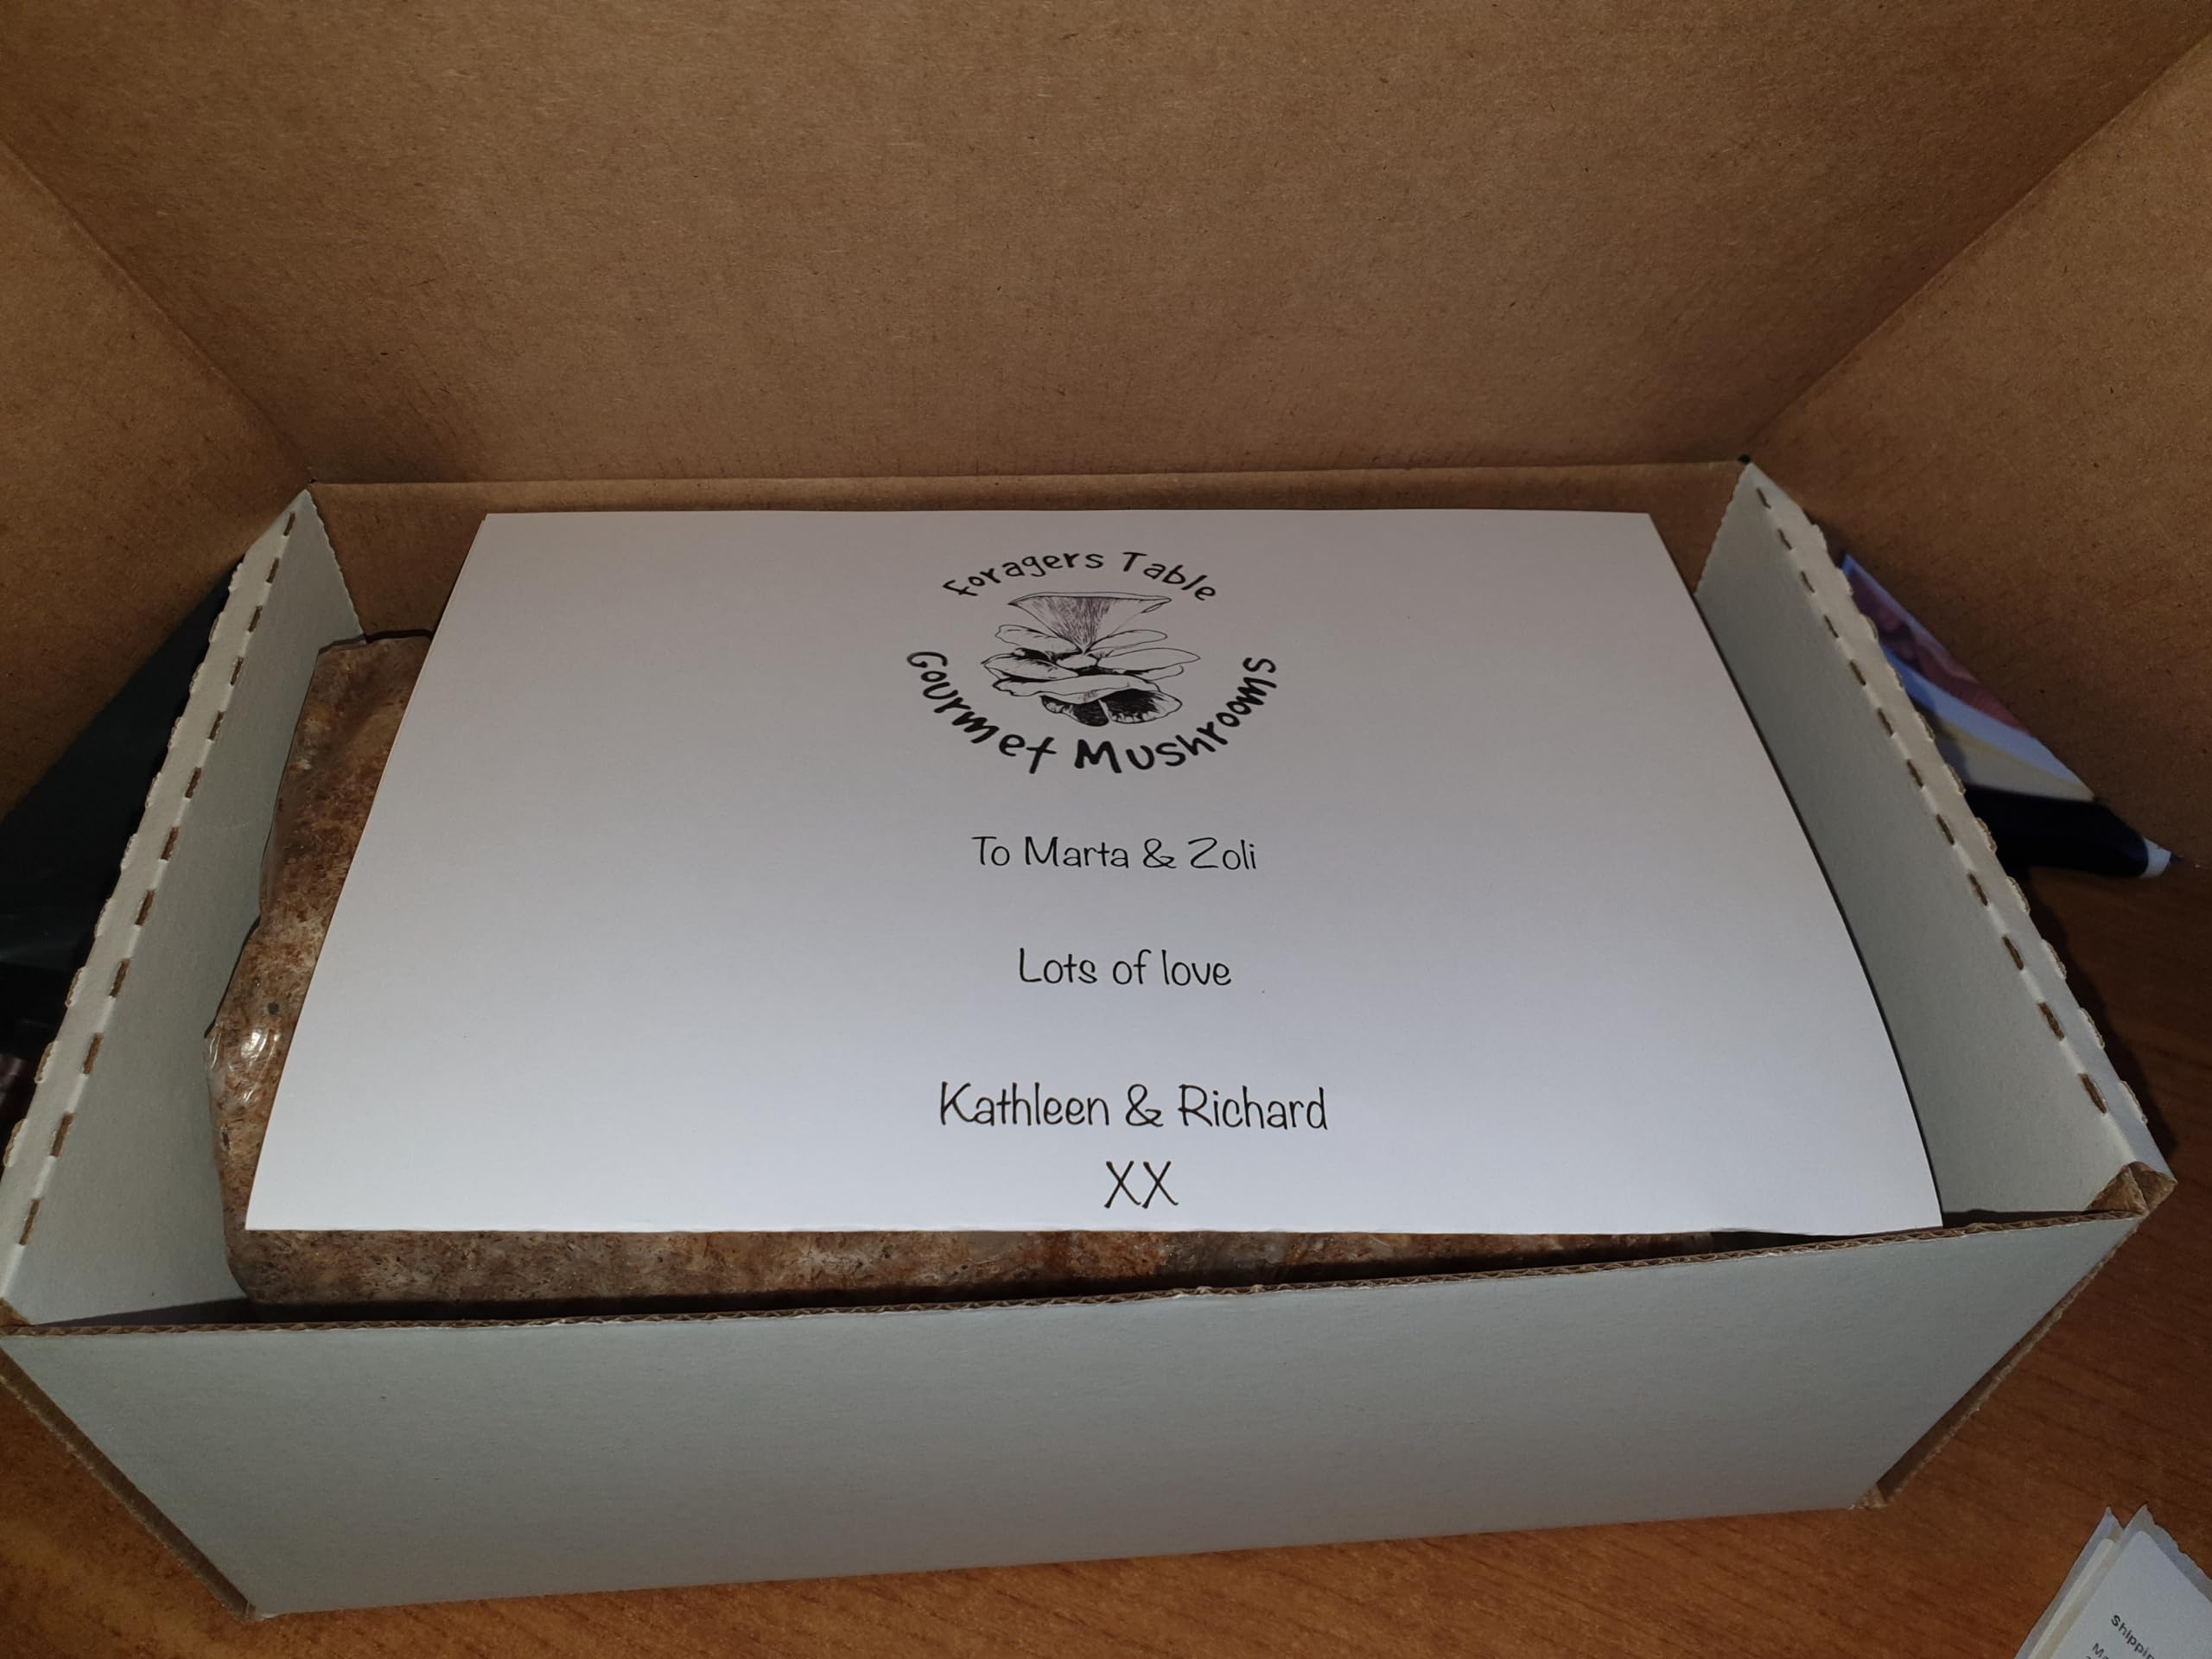 Foragers Table
Gourmet Mushrooms
To Marta & Zoli
Lots of love
Kathleen & Richard
XX